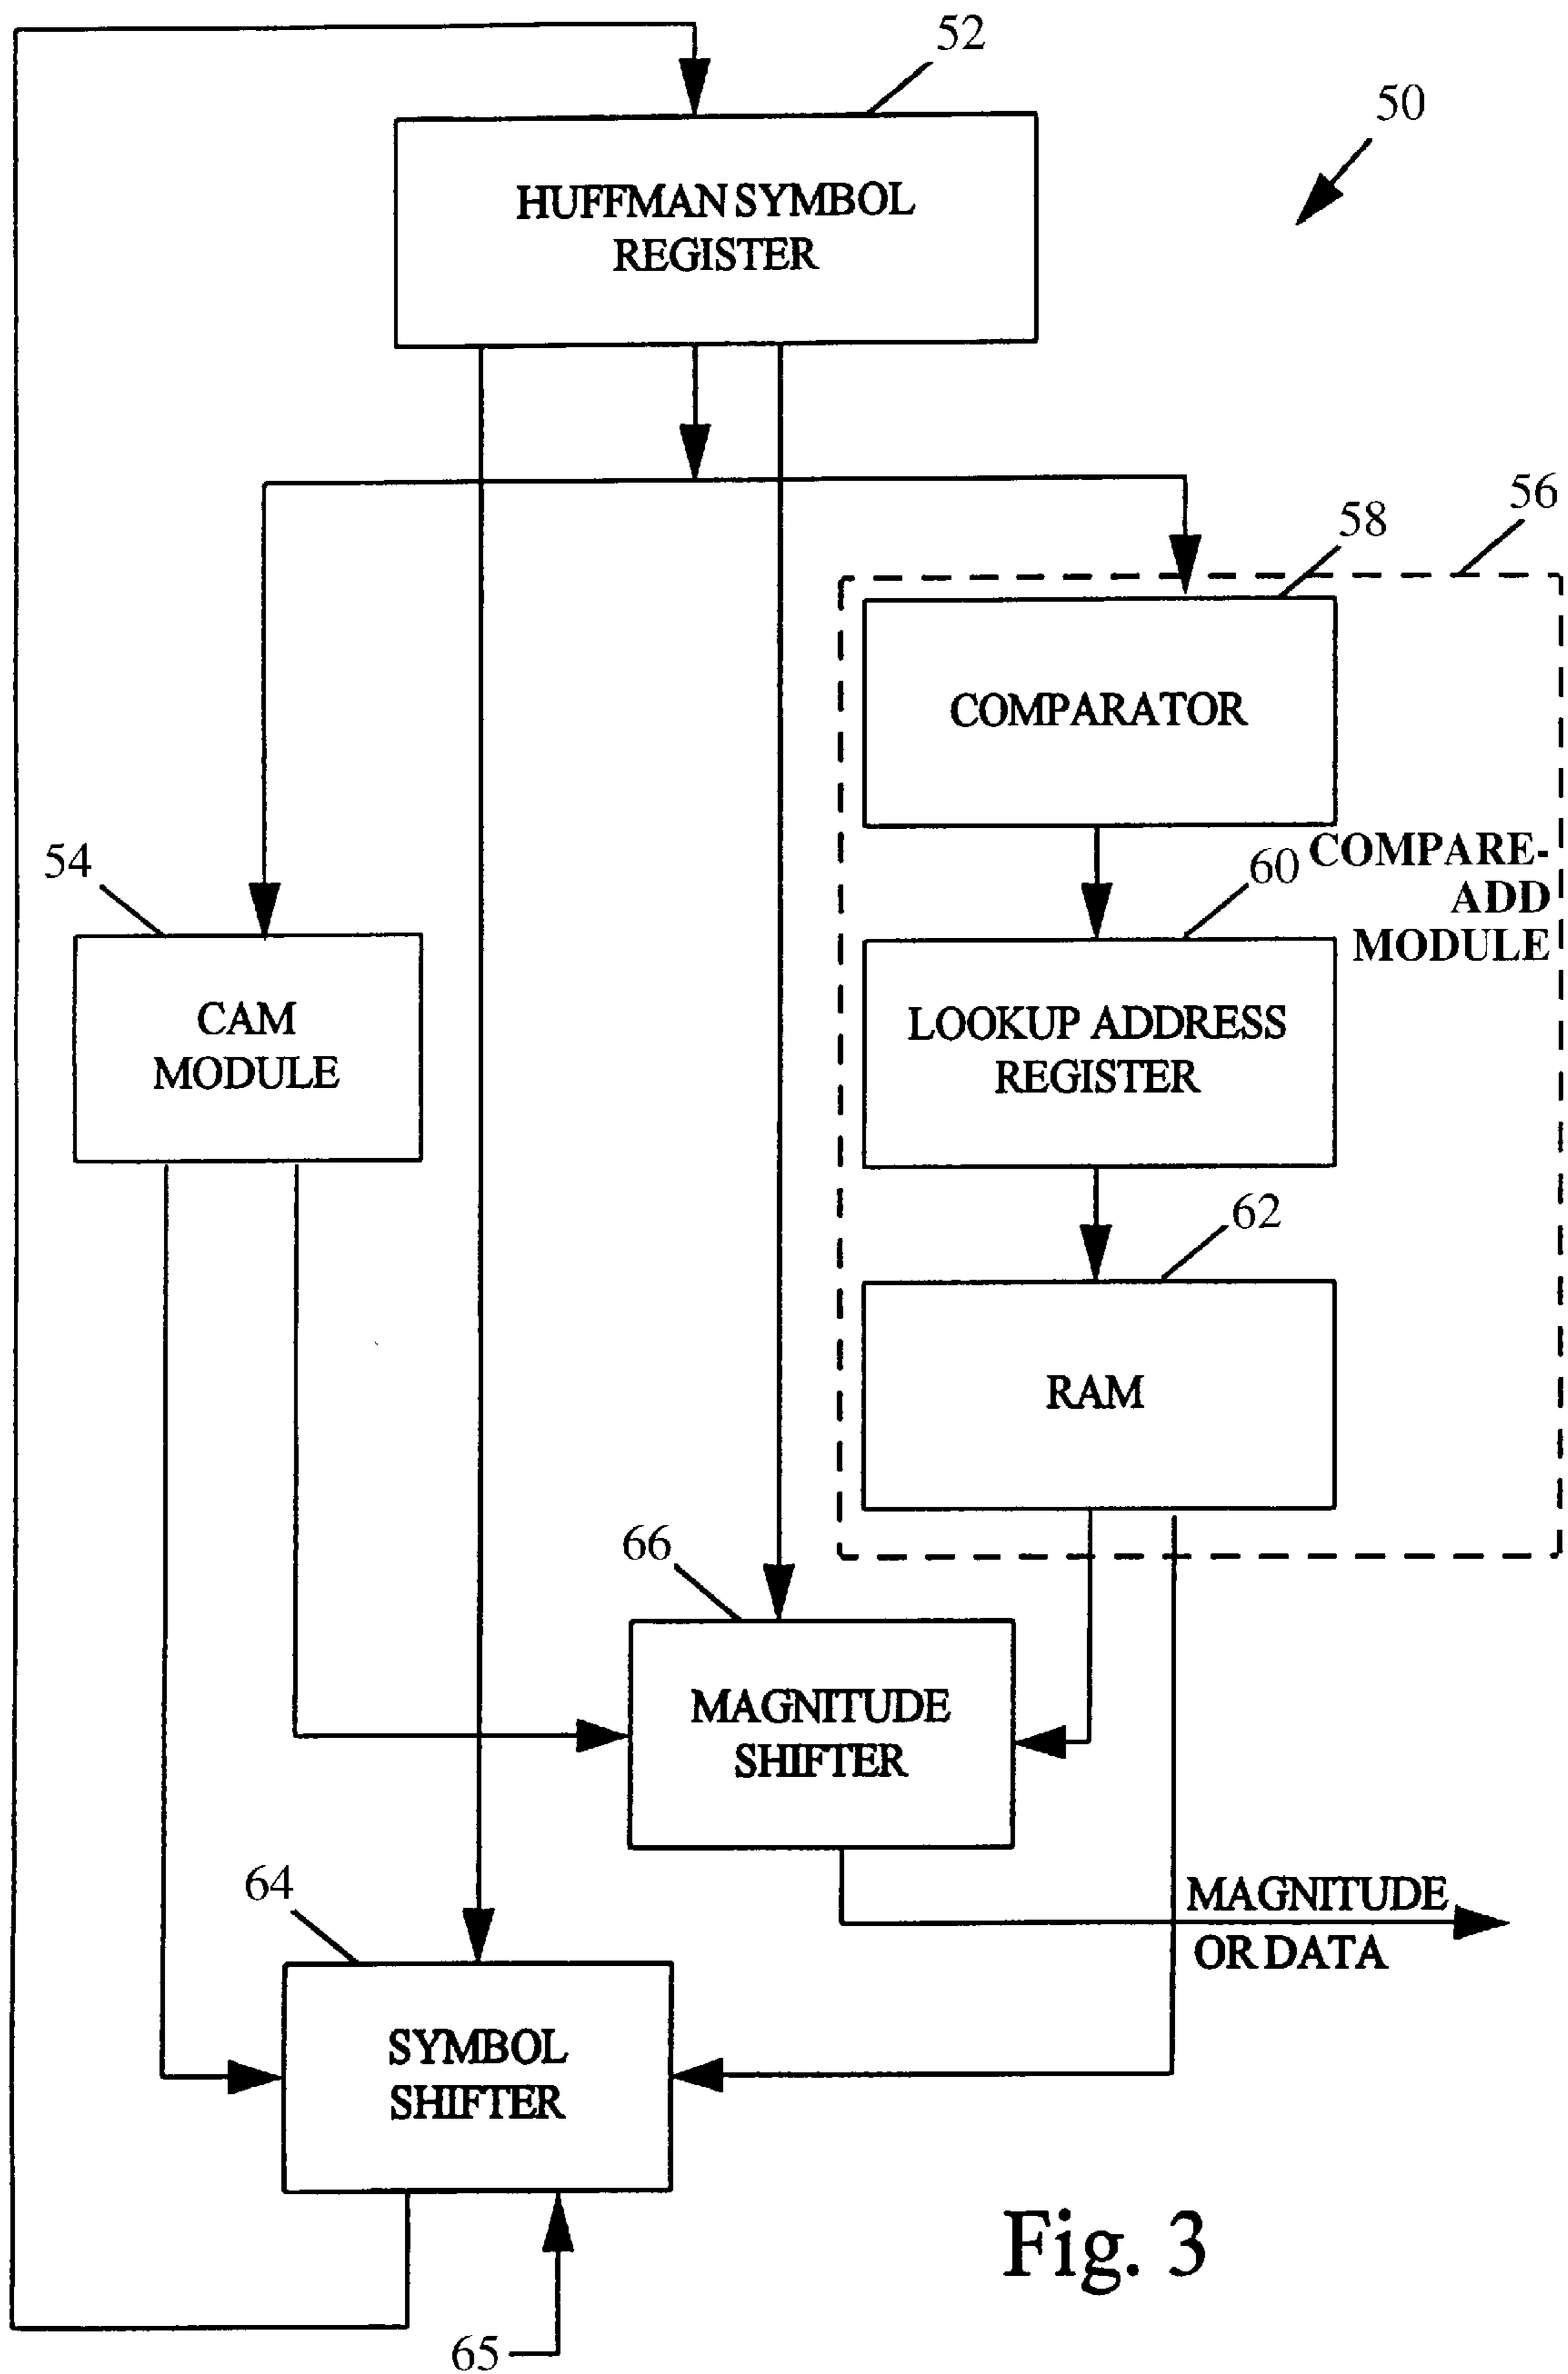 52
50
HUFFMAN SYMBOL
REGISTER
56
58
COMPARATOR
54
60
COMPARE-
ADD
MODULE
CAM
MODULE
LOOKUP ADDRESS
REGISTER
62
RAM
66
MAGNITUDE
SHIFTER
64
MAGNITUDE
OR DATA
SYMBOL
SHIFTER
Fig. 3
65